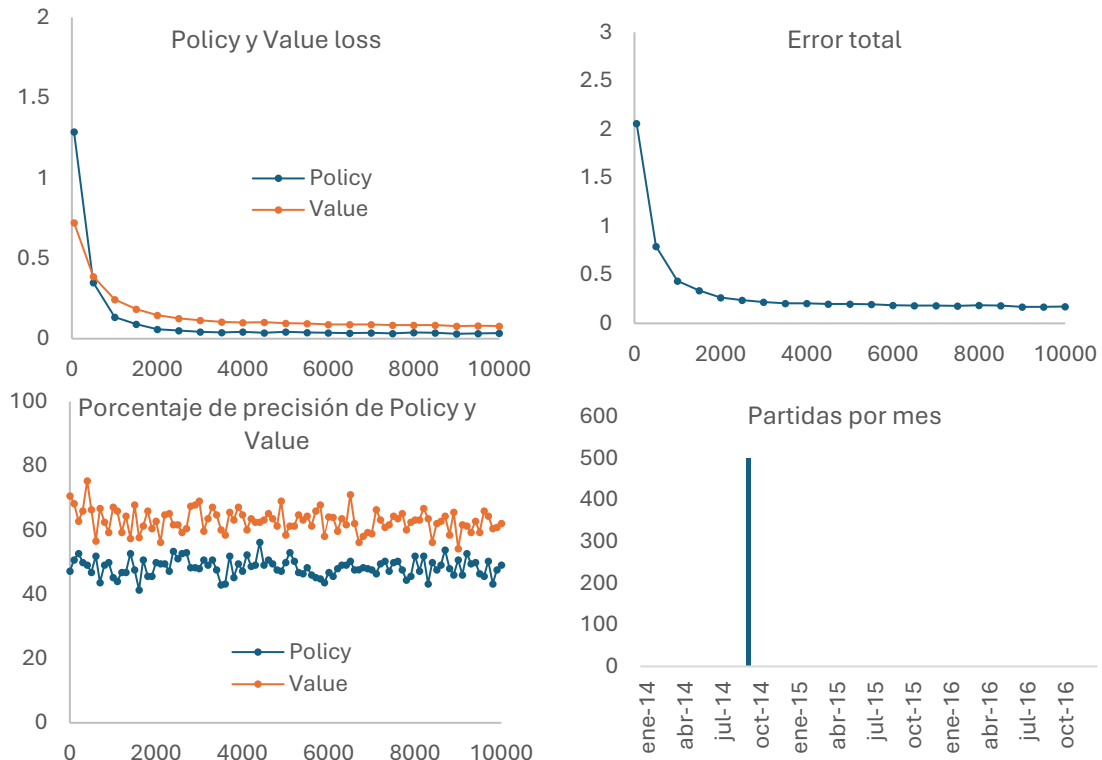 Policy y Value loss
2
1.5
1
0.5
0
Policy
Value
0 2000 4000 6000 8000 10000
Error total
3
2.5
2
1.5
1
0.5
0
0 2000 4000 6000 8000 10000
Porcentaje de precisión de Policy y
Value
100
80
60
40
20
0
Policy
Value
0 2000 4000 6000 8000 10000
Partidas por mes
600
500
400
300
200
100
0
ene-14 abr-14 jul-14 oct-14 ene-15 abr-15 jul-15 oct-15 ene-16 abr-16 jul-16 oct-16